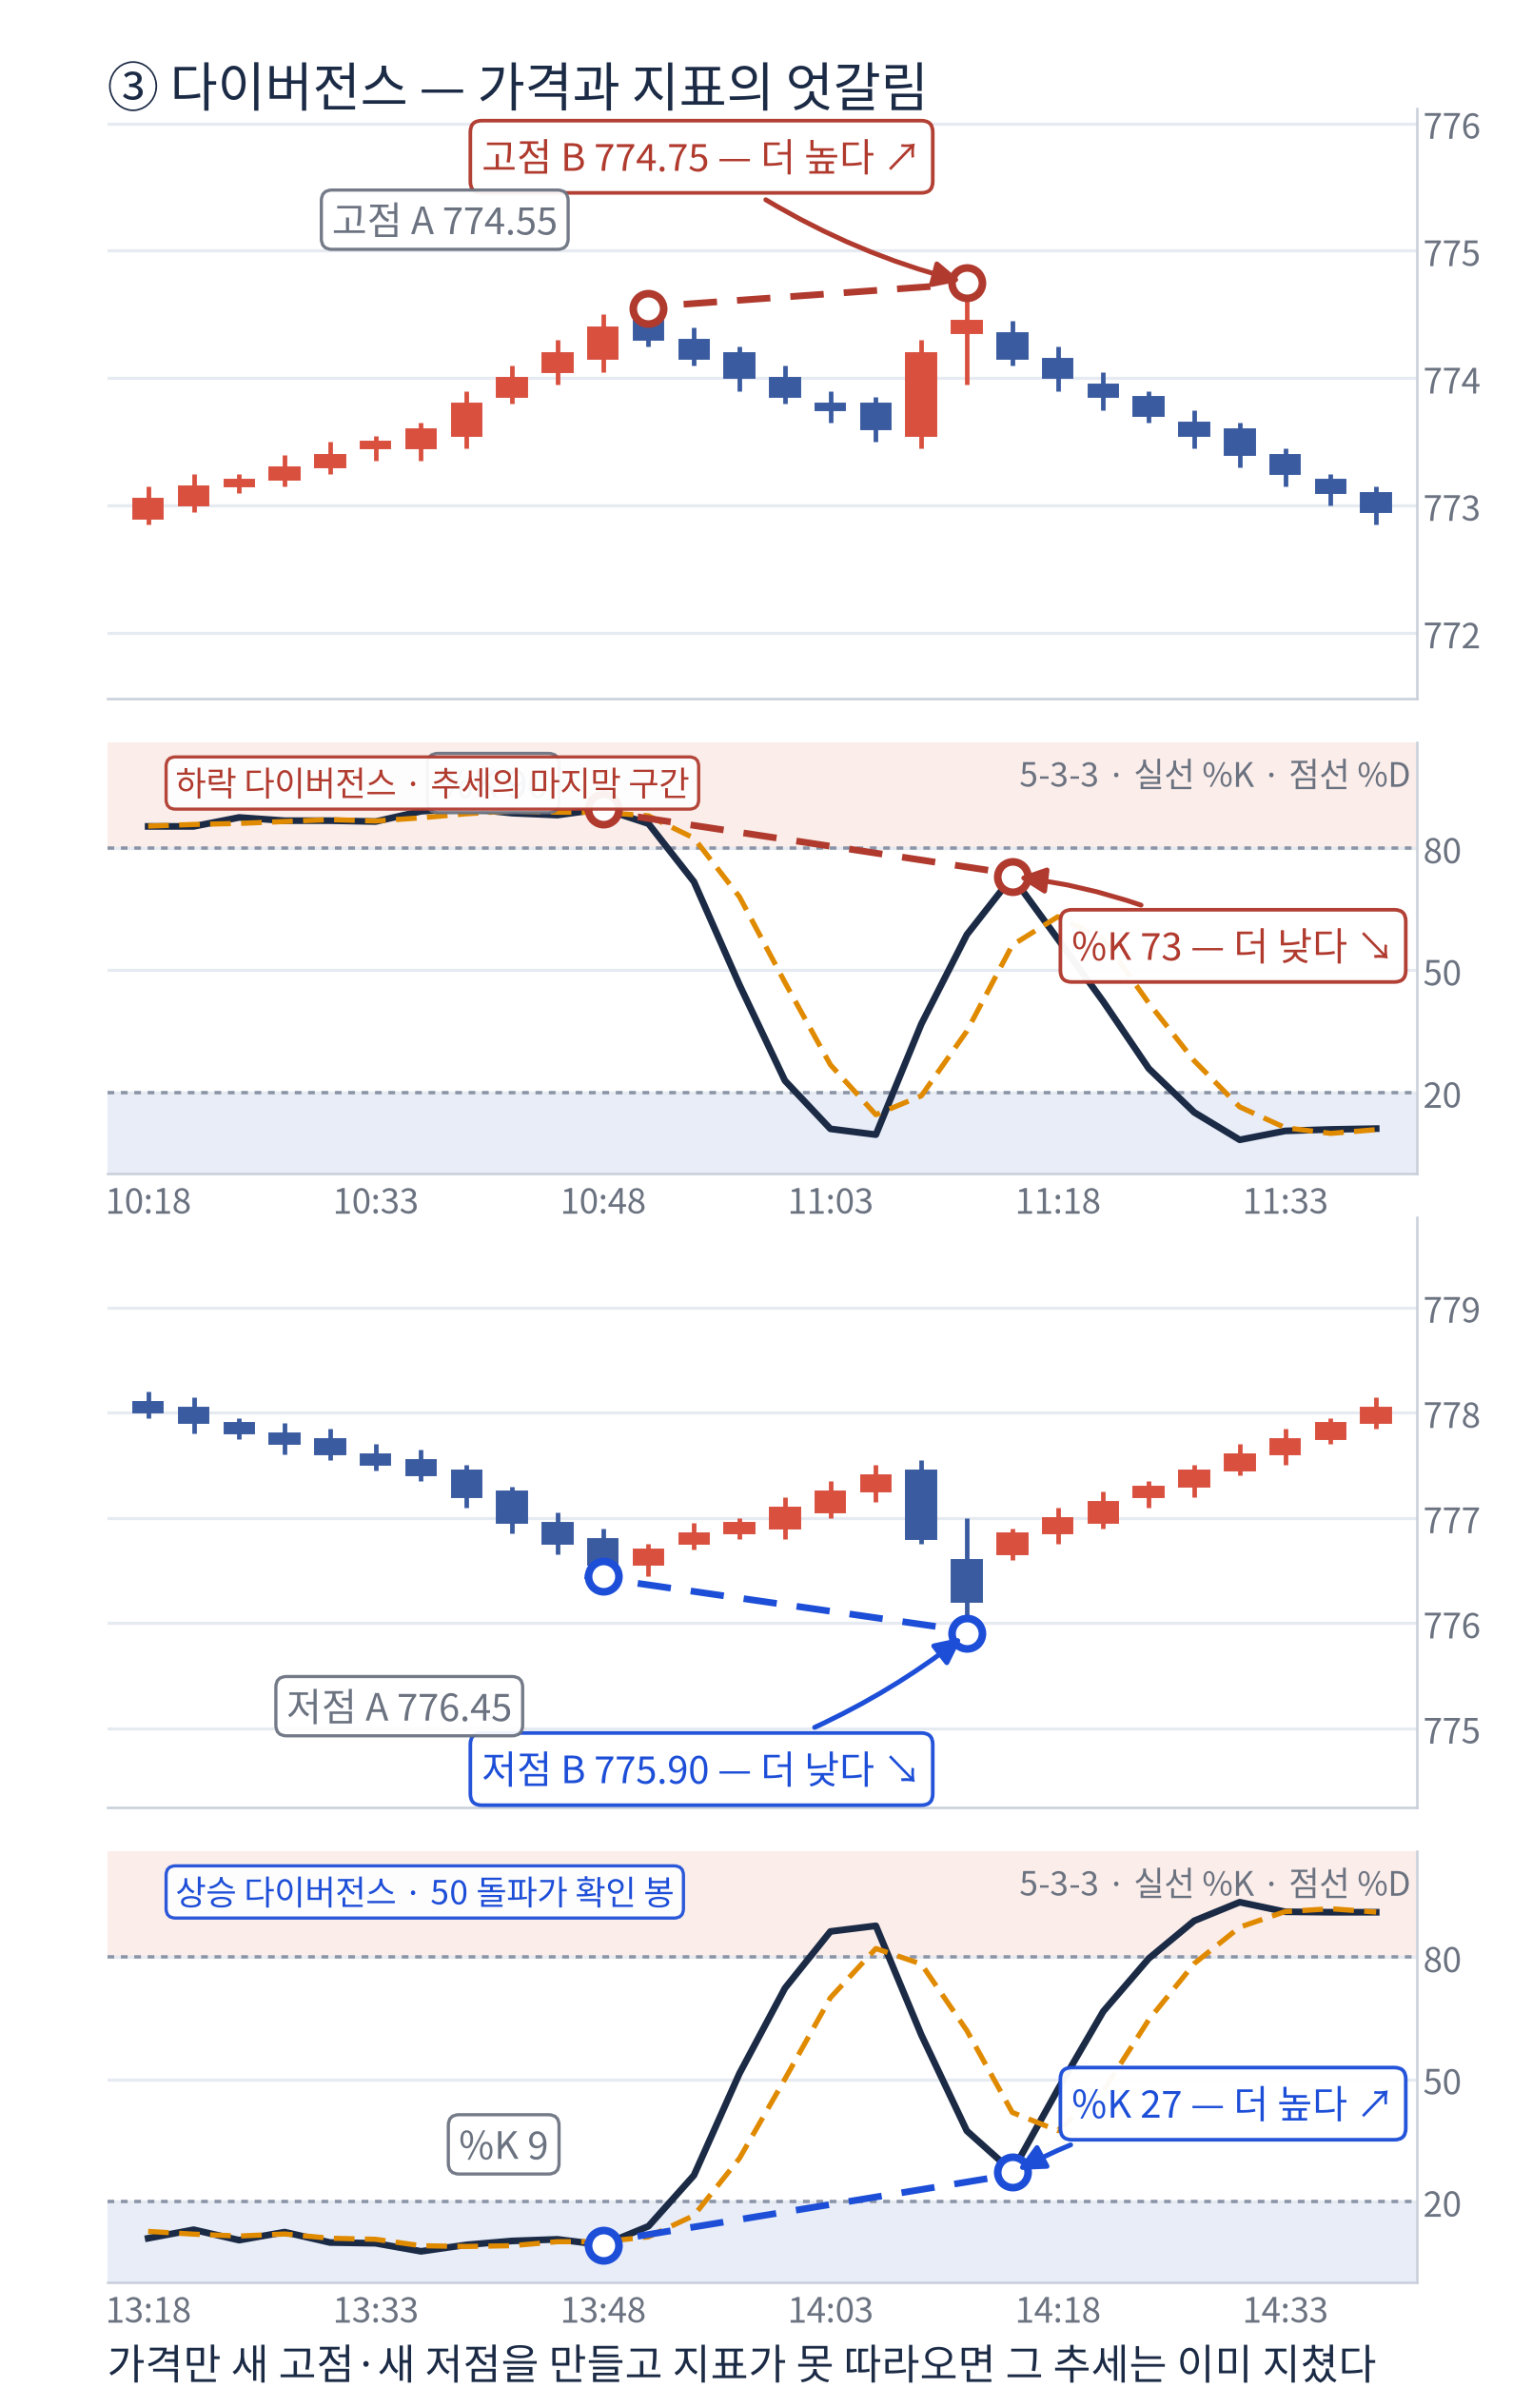 ③ 다이버전스 — 가격과 지표의 엇갈림
776
고점 B 774.75 — 더 높다 ↗
고점 A 774.55
775
774
773
772
하락 다이버전스 · 추세의 마지막 구간
5-3-3 · 실선 %K · 점선 %D
80
%K 73 — 더 낮다 ↘
50
20
10:18 10:33 10:48 11:03 11:18 11:33
779
778
777
776
저점 A 776.45
775
저점 B 775.90 — 더 낮다 ↘
상승 다이버전스 · 50 돌파가 확인 봉
5-3-3 · 실선 %K · 점선 %D
80
50
%K 27 — 더 높다 ↗
%K 9
20
13:18 13:33 13:48 14:03 14:18 14:33
가격만 새 고점·새 저점을 만들고 지표가 못 따라오면 그 추세는 이미 지쳤다